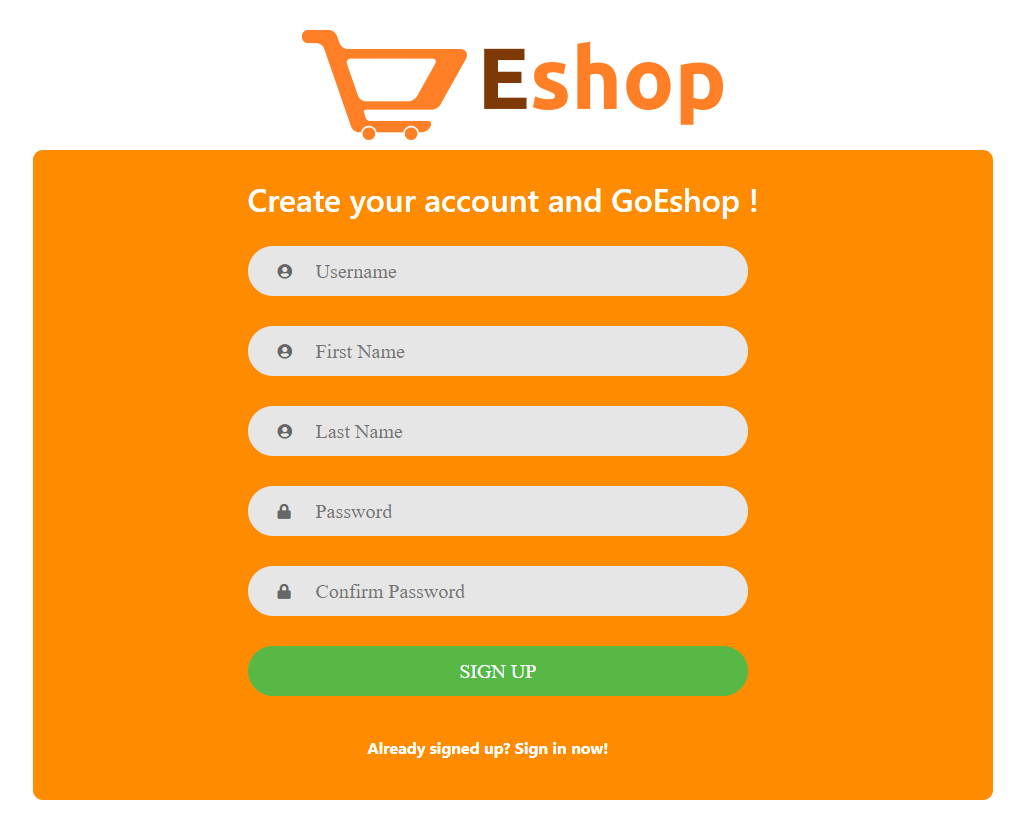 Eshop
Create your account and GoEshop !
Username
First Name
Last Name
Password
Confirm Password
SIGN UP
Already signed up? Sign in now!